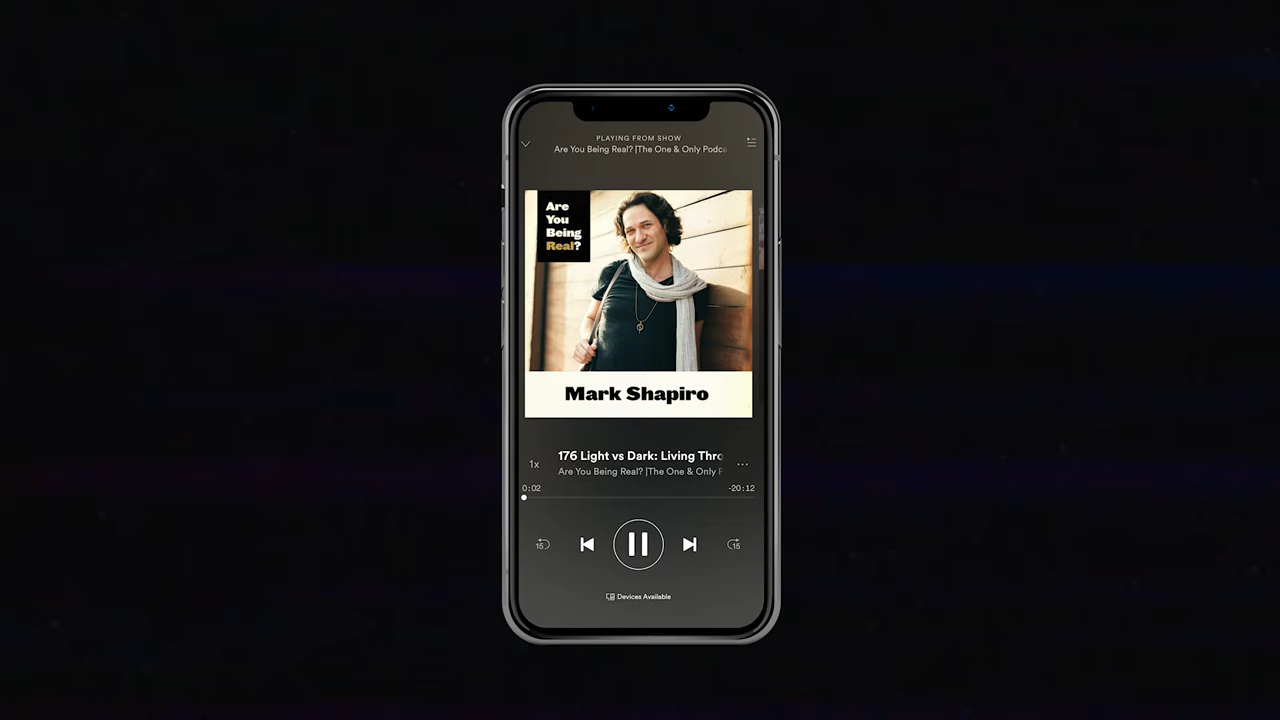 PLAYING FROM SHOW
Are You Being Real? |The One & Only Podca
Are
You
Being
Real?
Mark Shapiro
1x
176 Light vs Dark: Living Thro
Are You Being Real? |The One & Only P
0:02
-20:12
15
15
Devices Available